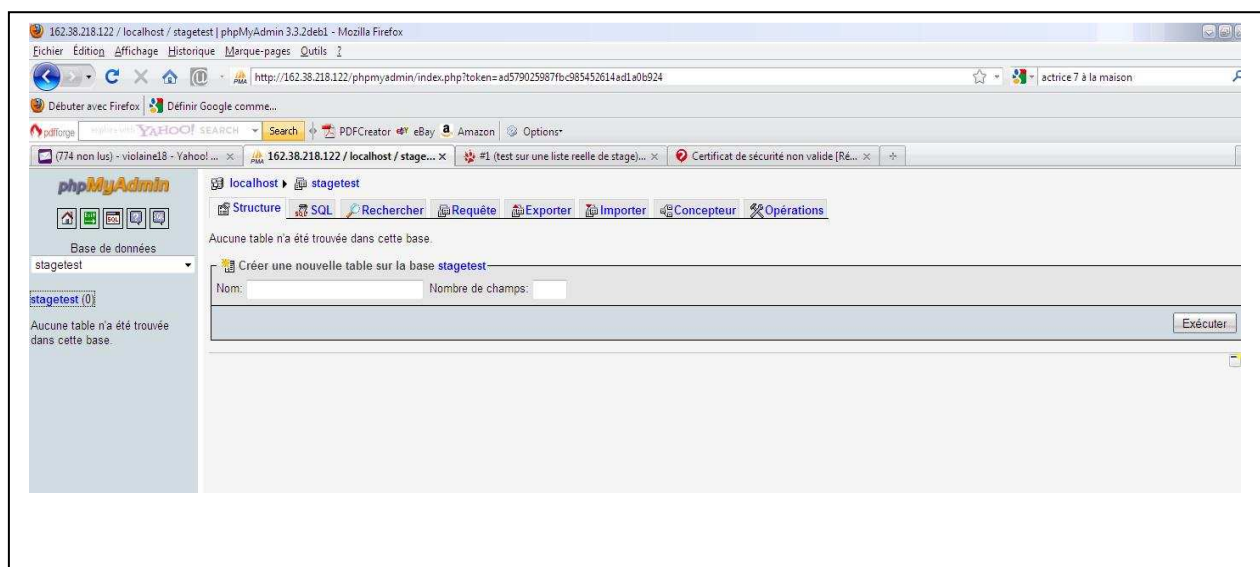 162.38.218.122 / localhost / stagetest | phpMyAdmin 3.3.2deb1 - Mozilla Firefox
Fichier Édition Affichage Historique Marque-pages Outils ?
http://162.38.218.122/phpmyadmin/index.php?token=ad579025987fbc985452614ad1a0b924 actrice 7 à la maison
Débuter avec Firefox Définir Google comme...
pdfforge YAHOO! SEARCH Search PDFCreator eBay Amazon Options
(774 non lus) - violaine18 - Yahoo! ... 162.38.218.122 / localhost / stage... #1 (test sur une liste reelle de stage)... Certificat de sécurité non valide [Ré...
phpMyAdmin
localhost stagetest
Structure SQL Rechercher Requête Exporter Importer Concepteur Opérations
Base de données
stagetest
stagetest (0)
Aucune table n'a été trouvée
dans cette base.
Aucune table n'a été trouvée dans cette base.
Créer une nouvelle table sur la base stagetest
Nom: Nombre de champs:
Exécuter